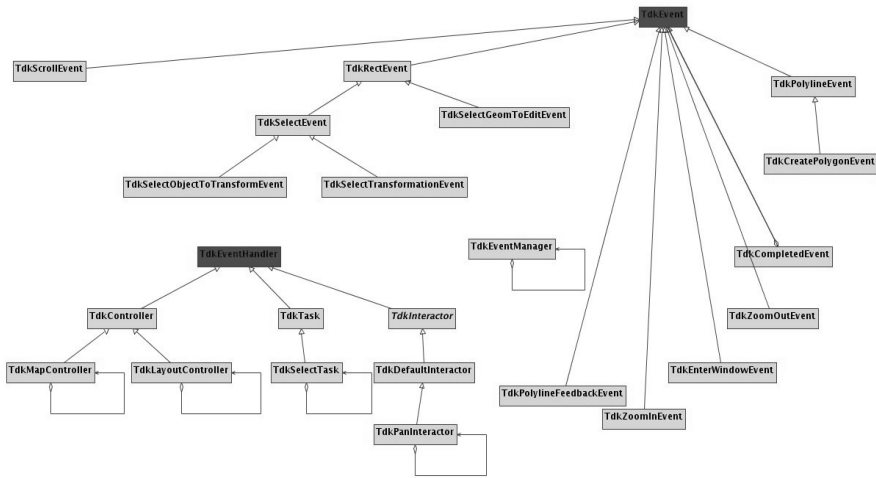 TdkEvent
TdkScrollEvent
TdkRectEvent
TdkPolylineEvent
TdkSelectEvent
TdkSelectGeomToEditEvent
TdkCreatePolygonEvent
TdkSelectObjectToTransformEvent
TdkSelectTransformationEvent
TdkEventHandler
TdkEventManager
TdkCompletedEvent
TdkController
TdkTask
TdkInteractor
TdkZoomOutEvent
TdkMapController
TdkLayoutController
TdkSelectTask
TdkDefaultInteractor
TdkEnterWindowEvent
TdkPolylineFeedbackEvent
TdkZoomInEvent
TdkPanInteractor